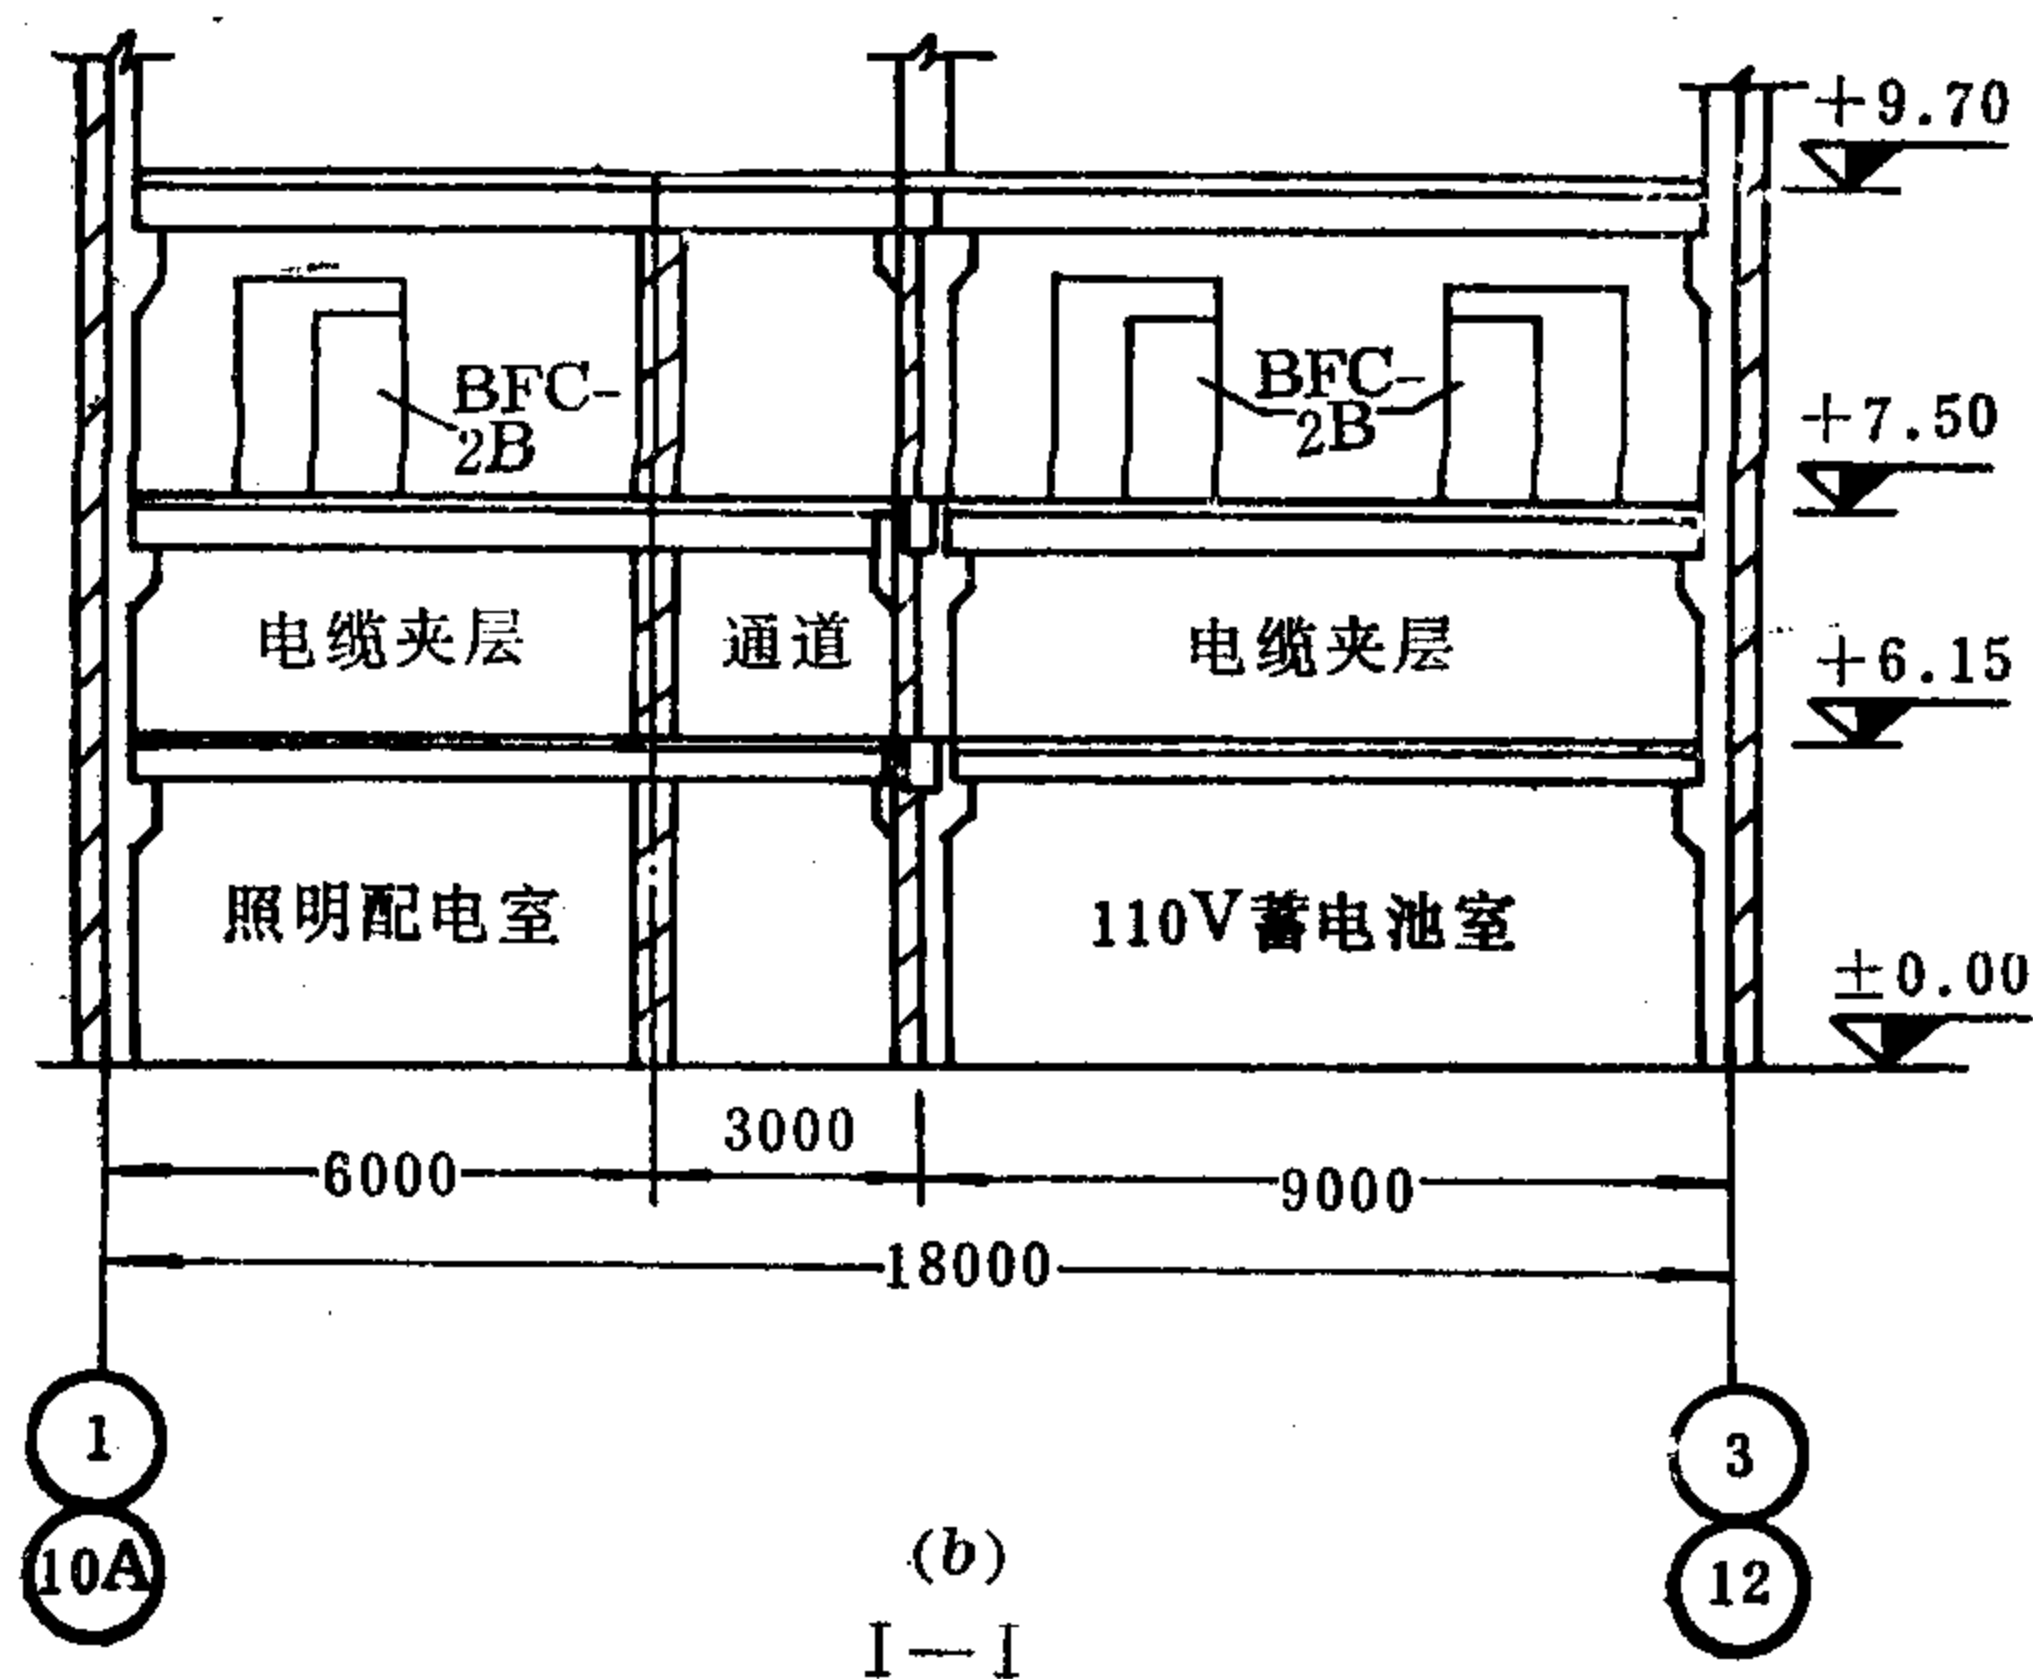 +9.70
BFC-
2B
BFC-
2B
+7.50
电缆夹层
通道
电缆夹层
+6.15
照明配电室
110V蓄电池室
±0.00
3000
6000
9000
18000
1
3
10A
12
(b)
I—I